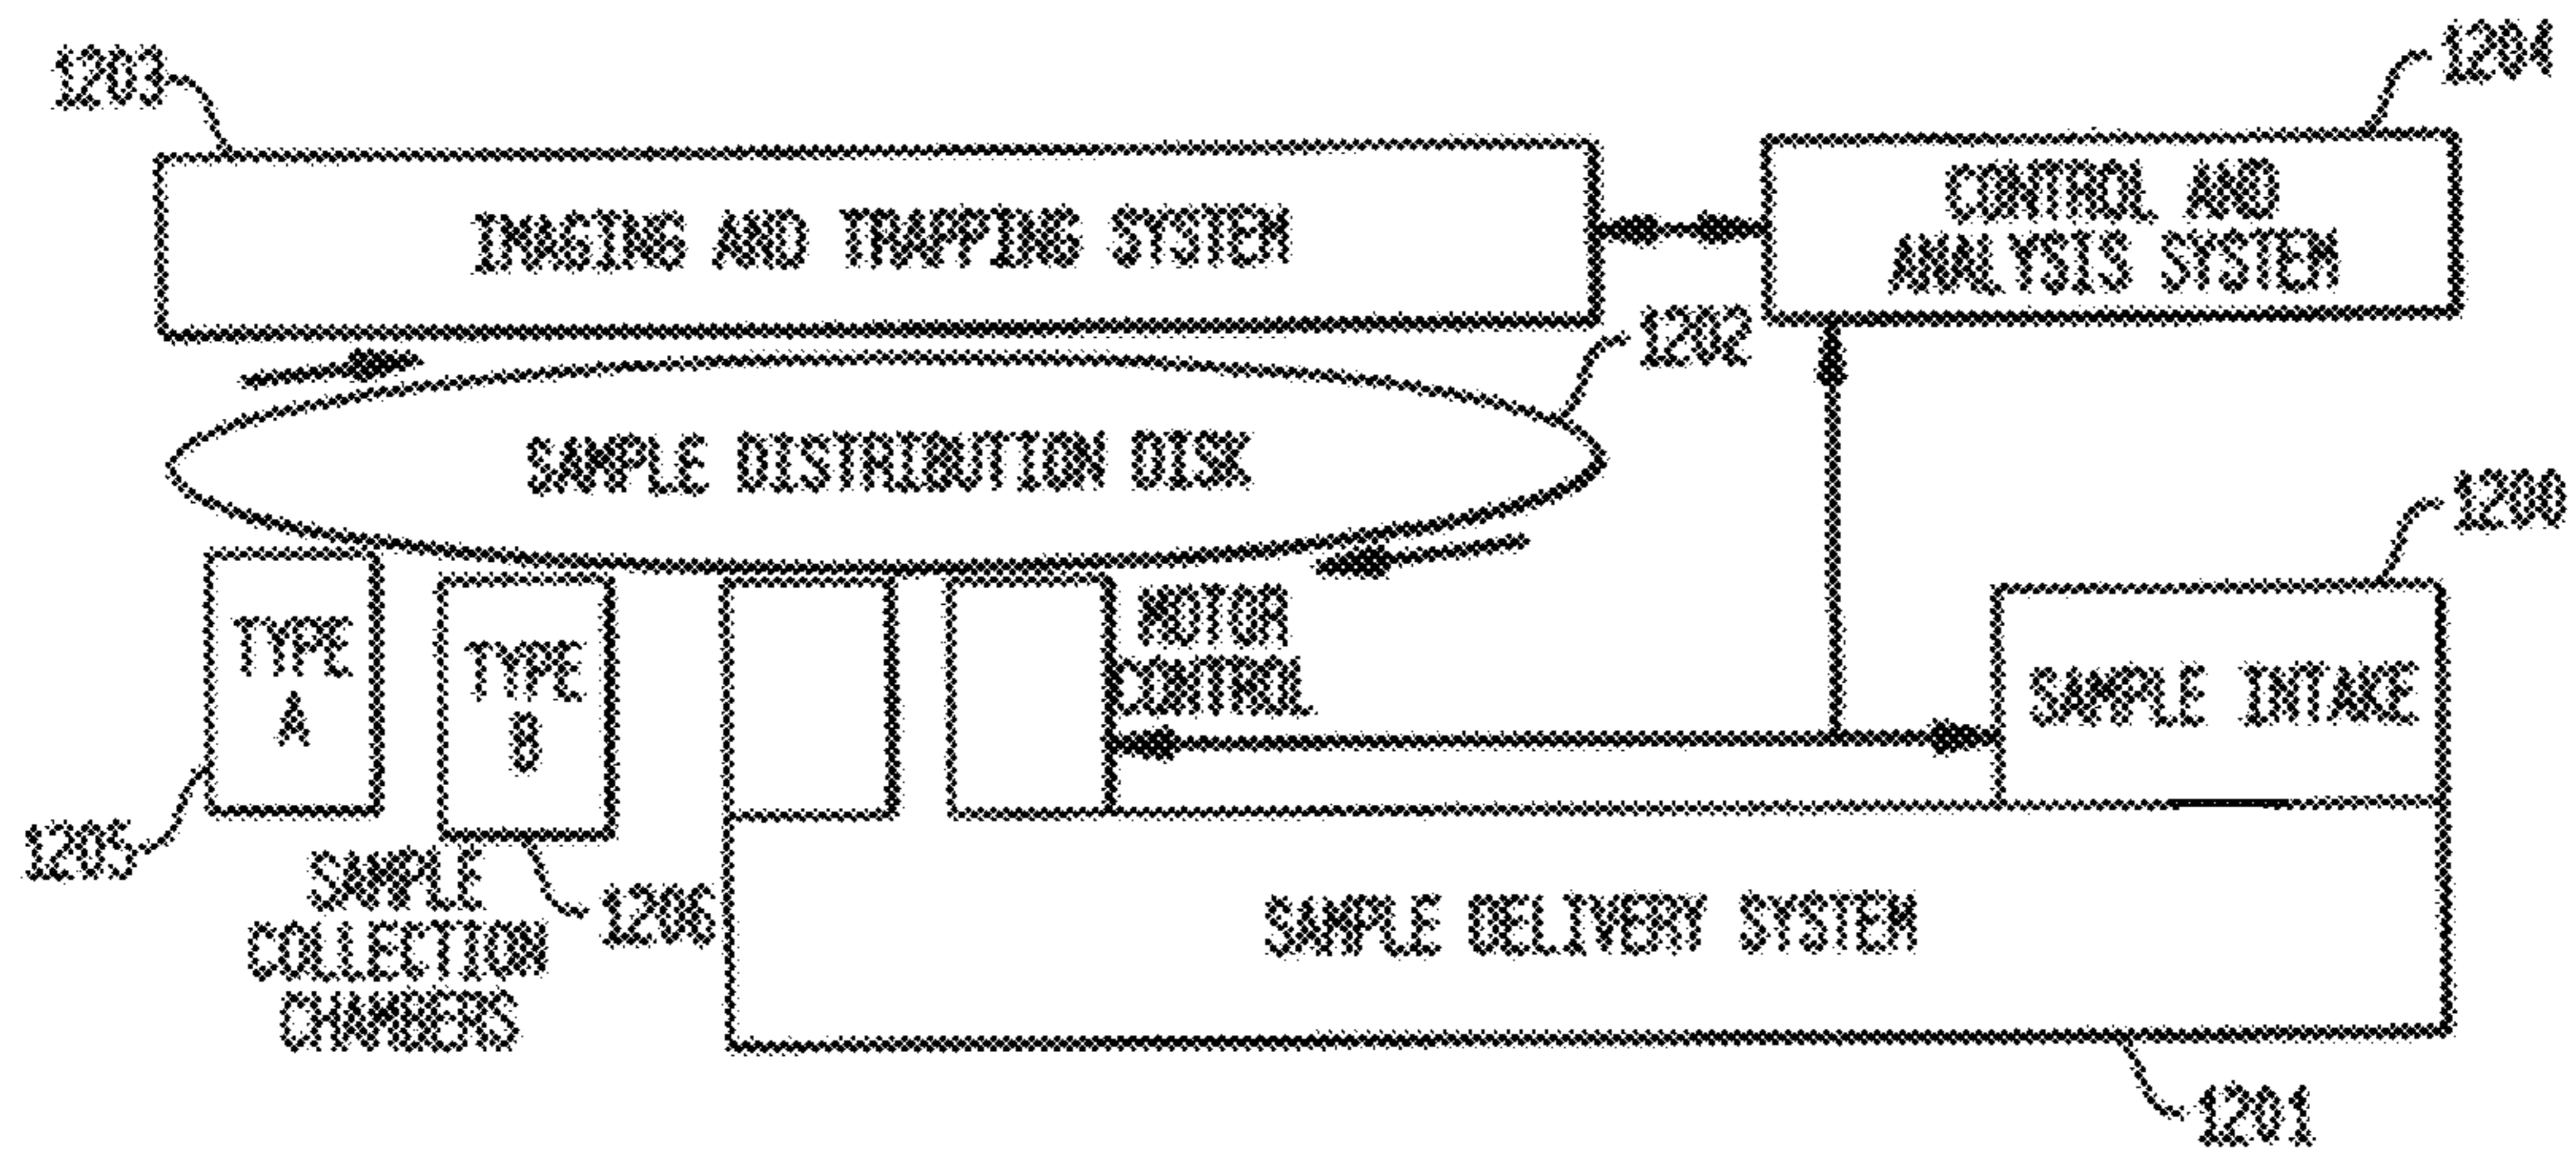 1203
1204
IMAGING AND TRAPPING SYSTEM
CONTROL AND
ANALYSIS SYSTEM
1202
SAMPLE DISTRIBUTION DISK
1200
TYPE
A
TYPE
B
MOTOR
CONTROL
SAMPLE INTAKE
1205
SAMPLE
COLLECTION
CHAMBERS
1206
SAMPLE DELIVERY SYSTEM
1201